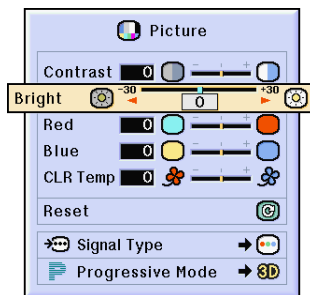 Picture
Contrast 0 - +
Bright -30 0 +30
Red 0 - +
Blue 0 - +
CLR Temp 0 - +
Reset
Signal Type
P Progressive Mode 3D